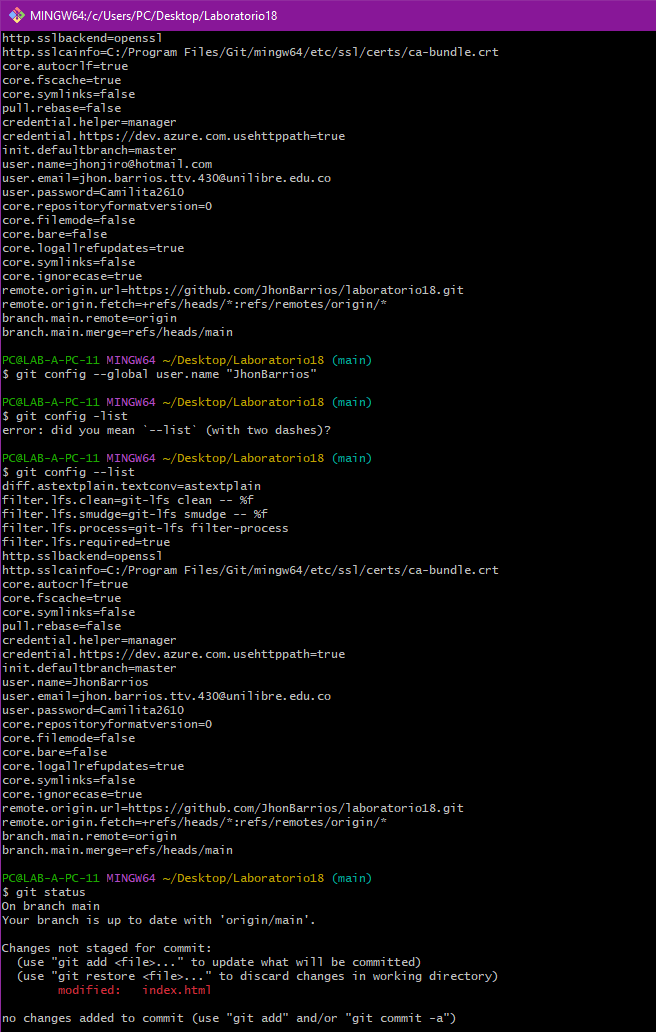 MINGW64:/c/Users/PC/Desktop/Laboratorio18
http.sslbackend=openssl
http.sslcainfo=C:/Program Files/Git/mingw64/etc/ssl/certs/ca-bundle.crt
core.autocrlf=true
core.fscache=true
core.symlinks=false
pull.rebase=false
credential.helper=manager
credential.https://dev.azure.com.usehttppath=true
init.defaultbranch=master
user.name=jhonjiro@hotmail.com
user.email=jhon.barrios.ttv.430@unilibre.edu.co
user.password=Camilita2610
core.repositoryformatversion=0
core.filemode=false
core.bare=false
core.logallrefupdates=true
core.symlinks=false
core.ignorecase=true
remote.origin.url=https://github.com/JhonBarrios/laboratorio18.git
remote.origin.fetch=+refs/heads/*:refs/remotes/origin/*
branch.main.remote=origin
branch.main.merge=refs/heads/main
PC@LAB-A-PC-11 MINGW64 ~/Desktop/Laboratorio18 (main)
$ git config --global user.name "JhonBarrios"
PC@LAB-A-PC-11 MINGW64 ~/Desktop/Laboratorio18 (main)
$ git config -list
error: did you mean `--list` (with two dashes)?
PC@LAB-A-PC-11 MINGW64 ~/Desktop/Laboratorio18 (main)
$ git config --list
diff.astextplain.textconv=astextplain
filter.lfs.clean=git-lfs clean -- %f
filter.lfs.smudge=git-lfs smudge -- %f
filter.lfs.process=git-lfs filter-process
filter.lfs.required=true
http.sslbackend=openssl
http.sslcainfo=C:/Program Files/Git/mingw64/etc/ssl/certs/ca-bundle.crt
core.autocrlf=true
core.fscache=true
core.symlinks=false
pull.rebase=false
credential.helper=manager
credential.https://dev.azure.com.usehttppath=true
init.defaultbranch=master
user.name=JhonBarrios
user.email=jhon.barrios.ttv.430@unilibre.edu.co
user.password=Camilita2610
core.repositoryformatversion=0
core.filemode=false
core.bare=false
core.logallrefupdates=true
core.symlinks=false
core.ignorecase=true
remote.origin.url=https://github.com/JhonBarrios/laboratorio18.git
remote.origin.fetch=+refs/heads/*:refs/remotes/origin/*
branch.main.remote=origin
branch.main.merge=refs/heads/main
PC@LAB-A-PC-11 MINGW64 ~/Desktop/Laboratorio18 (main)
$ git status
On branch main
Your branch is up to date with 'origin/main'.
Changes not staged for commit:
(use "git add <file>..." to update what will be committed)
(use "git restore <file>..." to discard changes in working directory)
modified: index.html
no changes added to commit (use "git add" and/or "git commit -a")